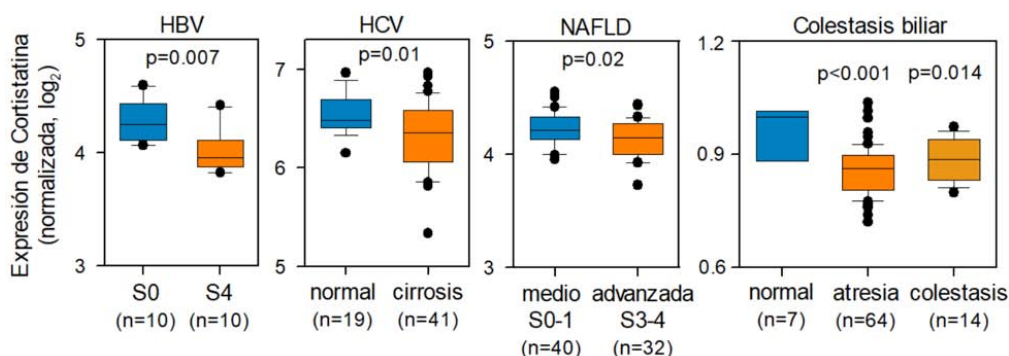 Expresión de Cortistatina
(normalizada, log₂)
HBV
5
4
3
p=0.007
S0
S4
(n=10)
(n=10)
HCV
7
6
5
p=0.01
normal
cirrosis
(n=19)
(n=41)
NAFLD
5
4
3
p=0.02
medio
advanzada
S0-1
S3-4
(n=40)
(n=32)
Colestasis biliar
1.2
0.9
0.6
p<0.001
p=0.014
normal
atresia
colestasis
(n=7)
(n=64)
(n=14)